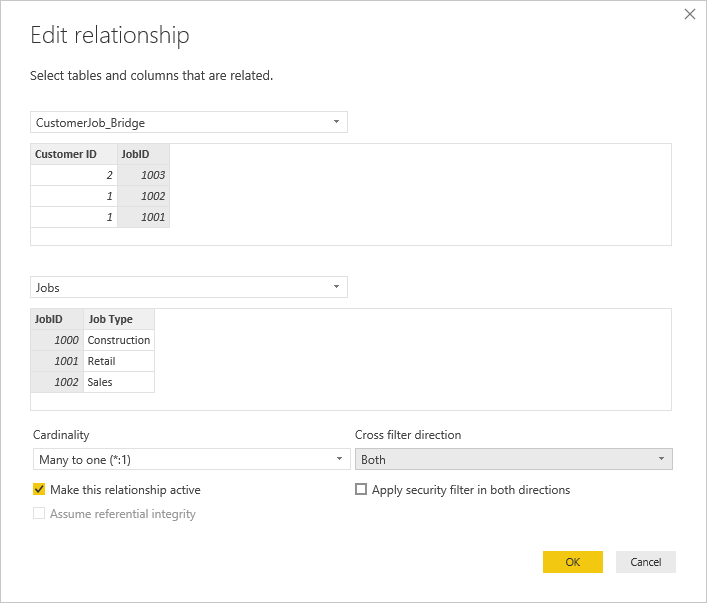 Edit relationship
Select tables and columns that are related.
CustomerJob_Bridge
Customer ID JobID
2 1003
1 1002
1 1001
Jobs
JobID Job Type
1000 Construction
1001 Retail
1002 Sales
Cardinality Cross filter direction
Many to one (*:1) Both
Make this relationship active Apply security filter in both directions
Assume referential integrity
OK Cancel